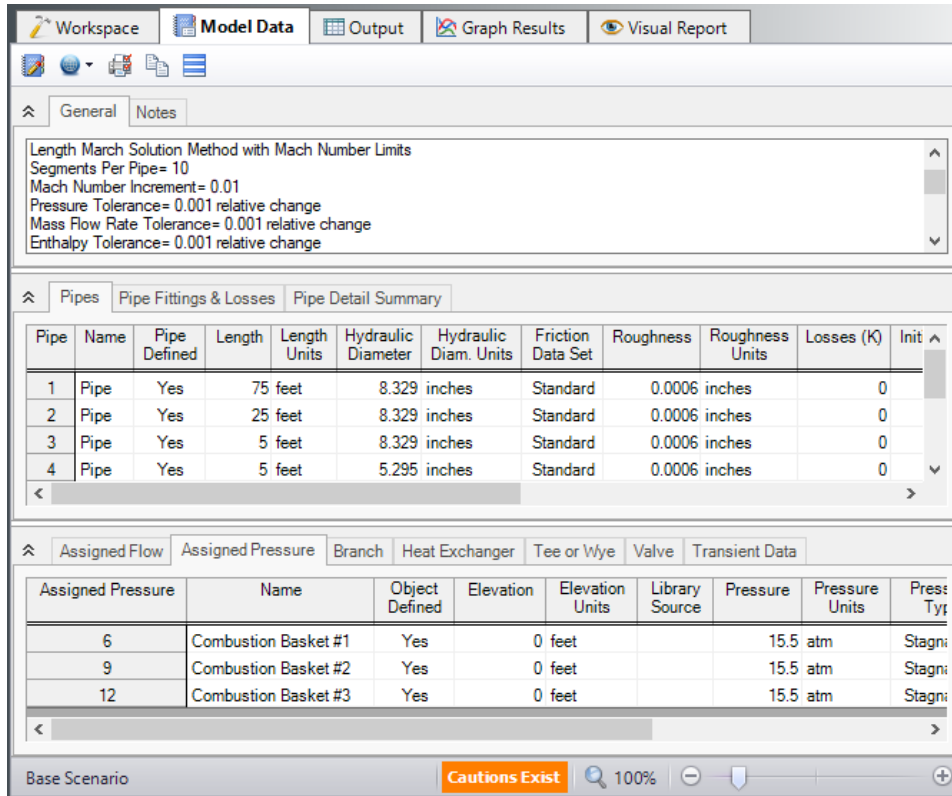 Workspace Model Data Output Graph Results Visual Report
General Notes
Length March Solution Method with Mach Number Limits
Segments Per Pipe= 10
Mach Number Increment= 0.01
Pressure Tolerance= 0.001 relative change
Mass Flow Rate Tolerance= 0.001 relative change
Enthalpy Tolerance= 0.001 relative change
Pipes Pipe Fittings & Losses Pipe Detail Summary
Pipe Name Pipe Defined Length Length Units Hydraulic Diameter Hydraulic Diam. Units Friction Data Set Roughness Roughness Units Losses (K) Init
1 Pipe Yes 75 feet 8.329 inches Standard 0.0006 inches 0
2 Pipe Yes 25 feet 8.329 inches Standard 0.0006 inches 0
3 Pipe Yes 5 feet 8.329 inches Standard 0.0006 inches 0
4 Pipe Yes 5 feet 5.295 inches Standard 0.0006 inches 0
Assigned Flow Assigned Pressure Branch Heat Exchanger Tee or Wye Valve Transient Data
Assigned Pressure Name Object Defined Elevation Elevation Units Library Source Pressure Pressure Units Press Typ
6 Combustion Basket #1 Yes 0 feet 15.5 atm Stagna
9 Combustion Basket #2 Yes 0 feet 15.5 atm Stagna
12 Combustion Basket #3 Yes 0 feet 15.5 atm Stagna
Base Scenario Cautions Exist 100%